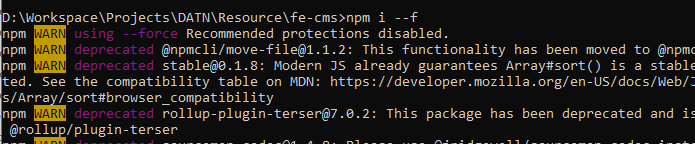 D:\Workspace\Projects\DATN\Resource\fe-cms>npm i --f
npm WARN using --force Recommended protections disabled.
npm WARN deprecated @npmcli/move-file@1.1.2: This functionality has been moved to @npmc
npm WARN deprecated stable@0.1.8: Modern JS already guarantees Array#sort() is a stable
ted. See the compatibility table on MDN: https://developer.mozilla.org/en-US/docs/Web/J
s/Array/sort#browser_compatibility
npm WARN deprecated rollup-plugin-terser@7.0.2: This package has been deprecated and is
@rollup/plugin-terser
npm WARN deprecated